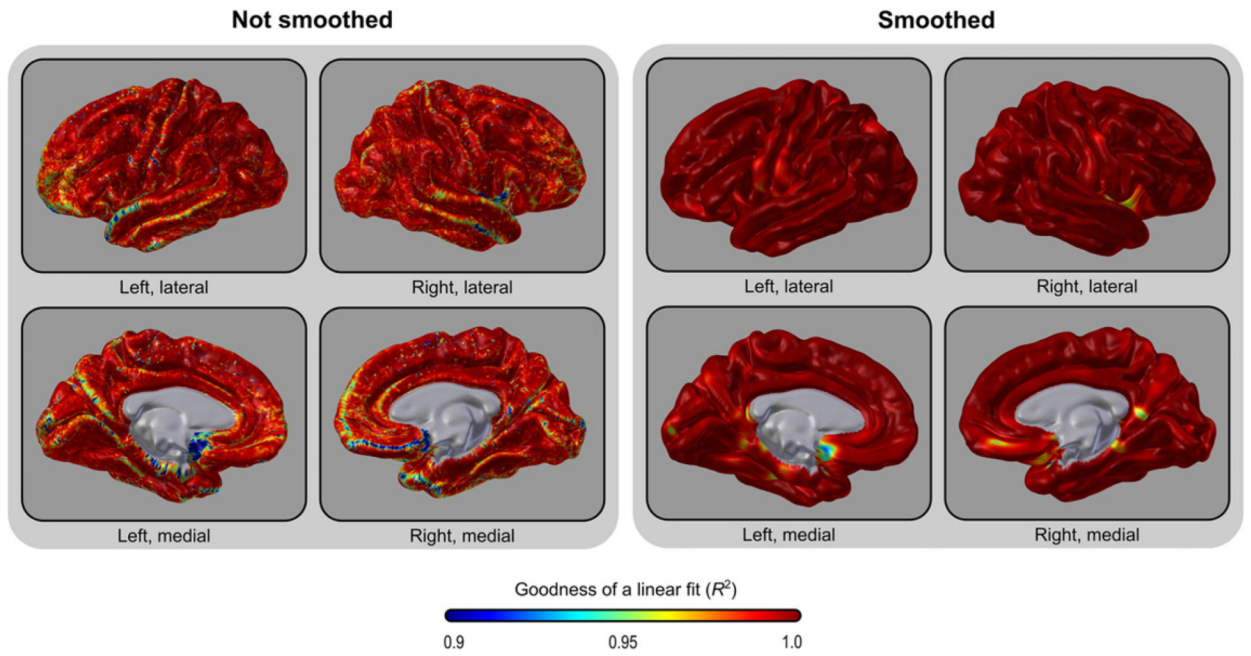 Not smoothed
Smoothed
Left, lateral
Right, lateral
Left, lateral
Right, lateral
Left, medial
Right, medial
Left, medial
Right, medial
Goodness of a linear fit (R²)
0.9
0.95
1.0